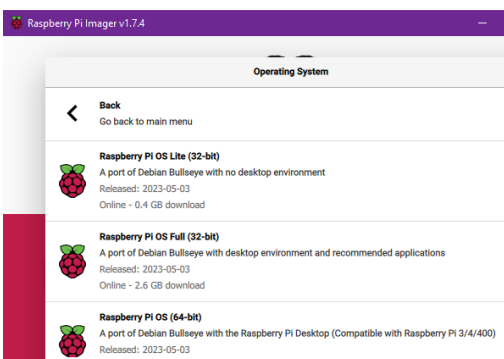 Raspberry Pi Imager v1.7.4
Operating System
Back
Go back to main menu
Raspberry Pi OS Lite (32-bit)
A port of Debian Bullseye with no desktop environment
Released: 2023-05-03
Online - 0.4 GB download
Raspberry Pi OS Full (32-bit)
A port of Debian Bullseye with desktop environment and recommended applications
Released: 2023-05-03
Online - 2.6 GB download
Raspberry Pi OS (64-bit)
A port of Debian Bullseye with the Raspberry Pi Desktop (Compatible with Raspberry Pi 3/4/400)
Released: 2023-05-03